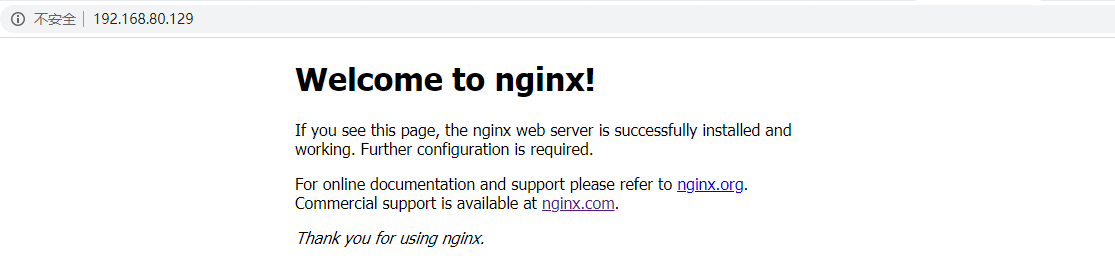 不安全 192.168.80.129
Welcome to nginx!
If you see this page, the nginx web server is successfully installed and
working. Further configuration is required.
For online documentation and support please refer to nginx.org.
Commercial support is available at nginx.com.
Thank you for using nginx.